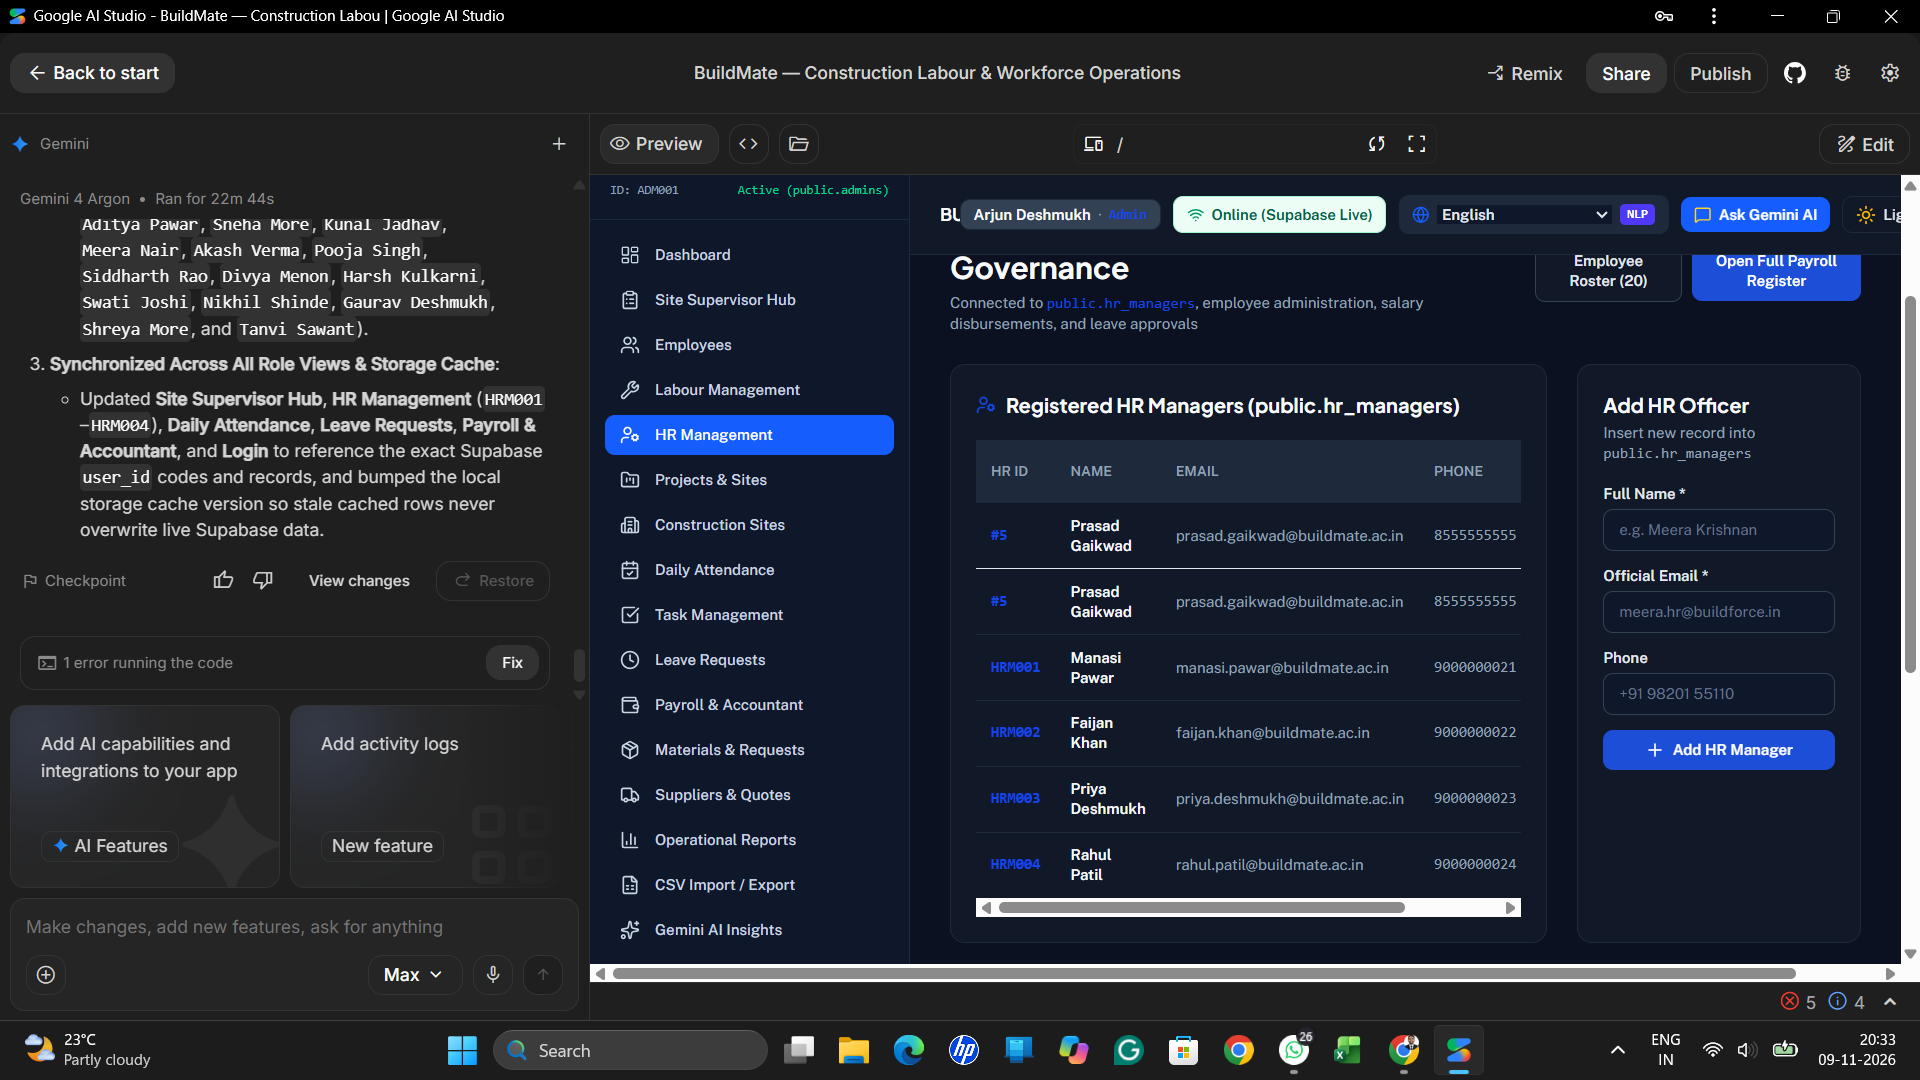 Google AI Studio - BuildMate — Construction Labou | Google AI Studio
Back to start
BuildMate — Construction Labour & Workforce Operations
Remix
Share
Publish
Gemini
Preview
/
Edit
Gemini 4 Argon • Ran for 22m 44s
Aditya Pawar, Sneha More, Kunal Jadhav,
Meera Nair, Akash Verma, Pooja Singh,
Siddharth Rao, Divya Menon, Harsh Kulkarni,
Swati Joshi, Nikhil Shinde, Gaurav Deshmukh,
Shreya More, and Tanvi Sawant).
3. Synchronized Across All Role Views & Storage Cache:
Updated Site Supervisor Hub, HR Management (HRM001
–HRM004), Daily Attendance, Leave Requests, Payroll &
Accountant, and Login to reference the exact Supabase
user_id codes and records, and bumped the local
storage cache version so stale cached rows never
overwrite live Supabase data.
Checkpoint
View changes
Restore
1 error running the code
Fix
Add AI capabilities and
integrations to your app
AI Features
Add activity logs
New feature
Make changes, add new features, ask for anything
Max
ID: ADM001
Active (public.admins)
Dashboard
Site Supervisor Hub
Employees
Labour Management
HR Management
Projects & Sites
Construction Sites
Daily Attendance
Task Management
Leave Requests
Payroll & Accountant
Materials & Requests
Suppliers & Quotes
Operational Reports
CSV Import / Export
Gemini AI Insights
BU
Arjun Deshmukh · Admin
Online (Supabase Live)
English
NLP
Ask Gemini AI
Lig
Governance
Connected to public.hr_managers, employee administration, salary
disbursements, and leave approvals
Employee
Roster (20)
Open Full Payroll
Register
Registered HR Managers (public.hr_managers)
HR ID NAME EMAIL PHONE
#5 Prasad Gaikwad prasad.gaikwad@buildmate.ac.in 8555555555
#5 Prasad Gaikwad prasad.gaikwad@buildmate.ac.in 8555555555
HRM001 Manasi Pawar manasi.pawar@buildmate.ac.in 9000000021
HRM002 Faijan Khan faijan.khan@buildmate.ac.in 9000000022
HRM003 Priya Deshmukh priya.deshmukh@buildmate.ac.in 9000000023
HRM004 Rahul Patil rahul.patil@buildmate.ac.in 9000000024
Add HR Officer
Insert new record into
public.hr_managers
Full Name *
e.g. Meera Krishnan
Official Email *
meera.hr@buildforce.in
Phone
+91 98201 55110
Add HR Manager
5
4
23°C
Partly cloudy
Search
26
ENG
IN
20:33
09-11-2026